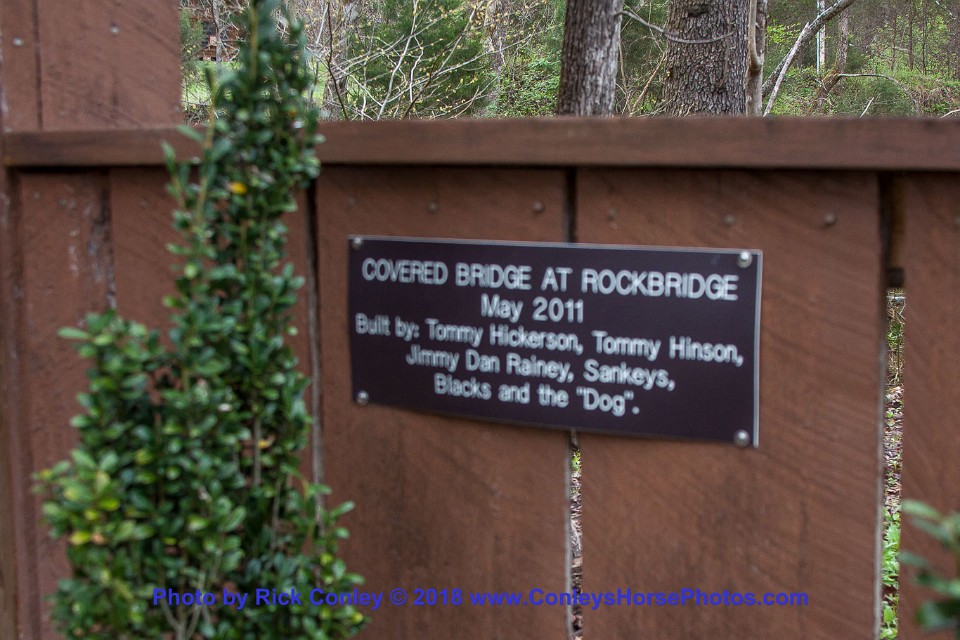 COVERED BRIDGE AT ROCKBRIDGE
May 2011
Built by: Tommy Hickerson, Tommy Hinson,
Jimmy Dan Rainey, Sankeys,
Blacks and the "Dog".
Photo by Rick Conley © 2018 www.ConleysHorsePhotos.com